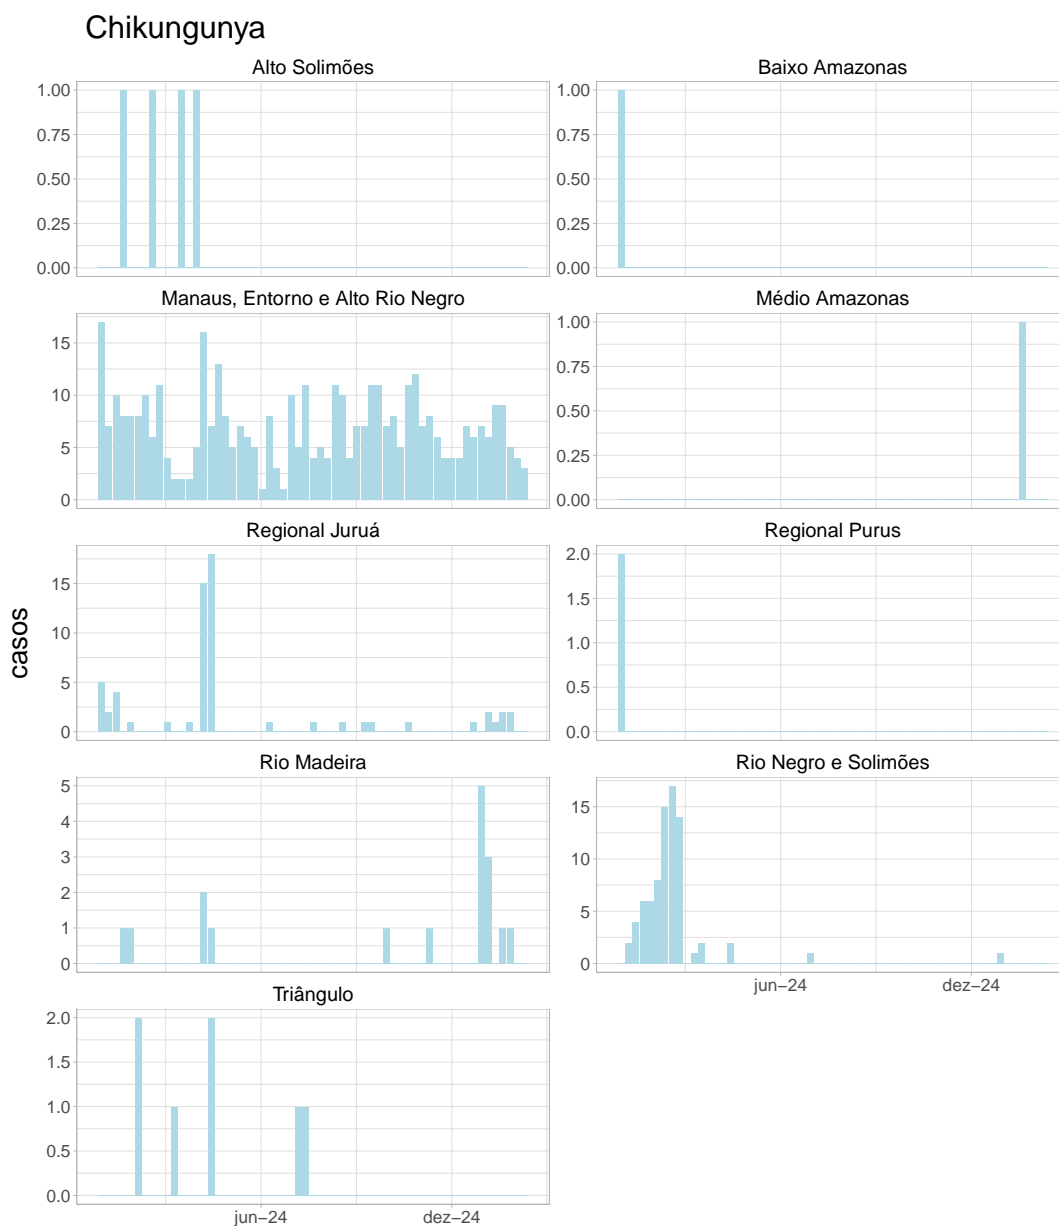 Chikungunya
Alto Solimões
1.00
0.75
0.50
0.25
0.00
Baixo Amazonas
1.00
0.75
0.50
0.25
0.00
Manaus, Entorno e Alto Rio Negro
15
10
5
0
Médio Amazonas
1.00
0.75
0.50
0.25
0.00
Regional Juruá
15
10
5
0
Regional Purus
2.0
1.5
1.0
0.5
0.0
casos
Rio Madeira
5
4
3
2
1
0
Rio Negro e Solimões
15
10
5
0
jun−24
dez−24
Triângulo
2.0
1.5
1.0
0.5
0.0
jun−24
dez−24